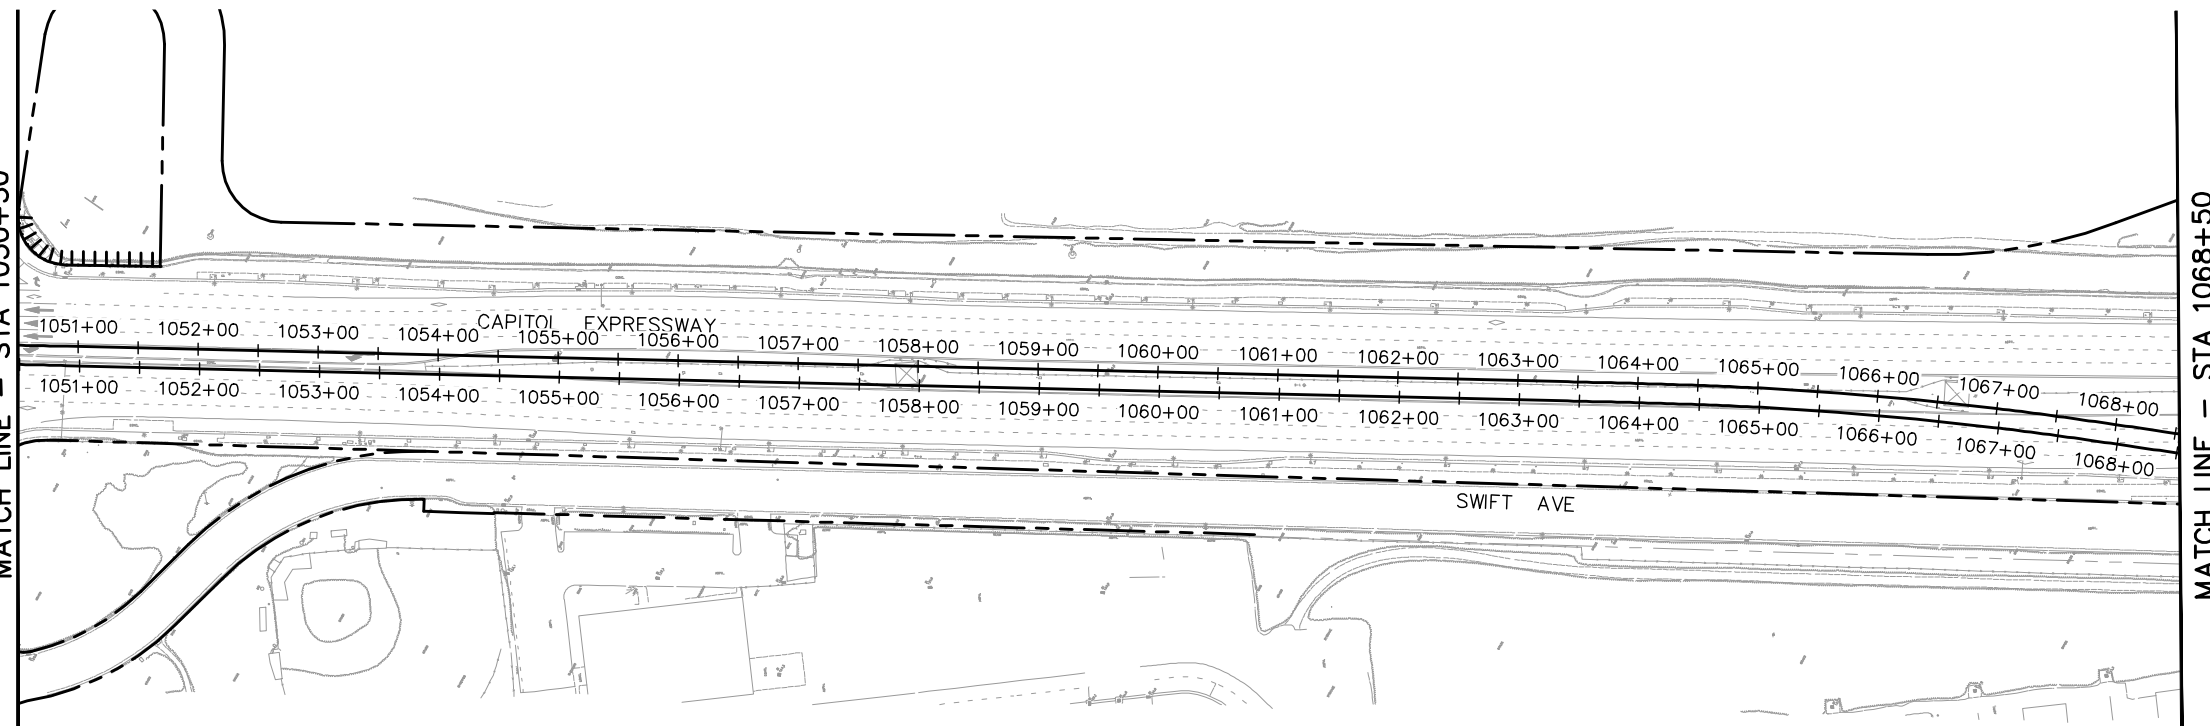 MATCH LINE – STA 1050+50
1051+00 1052+00 1053+00 1054+00 1055+00 1056+00 1057+00 1058+00 1059+00 1060+00 1061+00 1062+00 1063+00 1064+00 1065+00 1066+00 1067+00 1068+00
CAPITOL EXPRESSWAY
1051+00 1052+00 1053+00 1054+00 1055+00 1056+00 1057+00 1058+00 1059+00 1060+00 1061+00 1062+00 1063+00 1064+00 1065+00 1066+00 1067+00 1068+00
SWIFT AVE
MATCH LINE – STA 1068+50